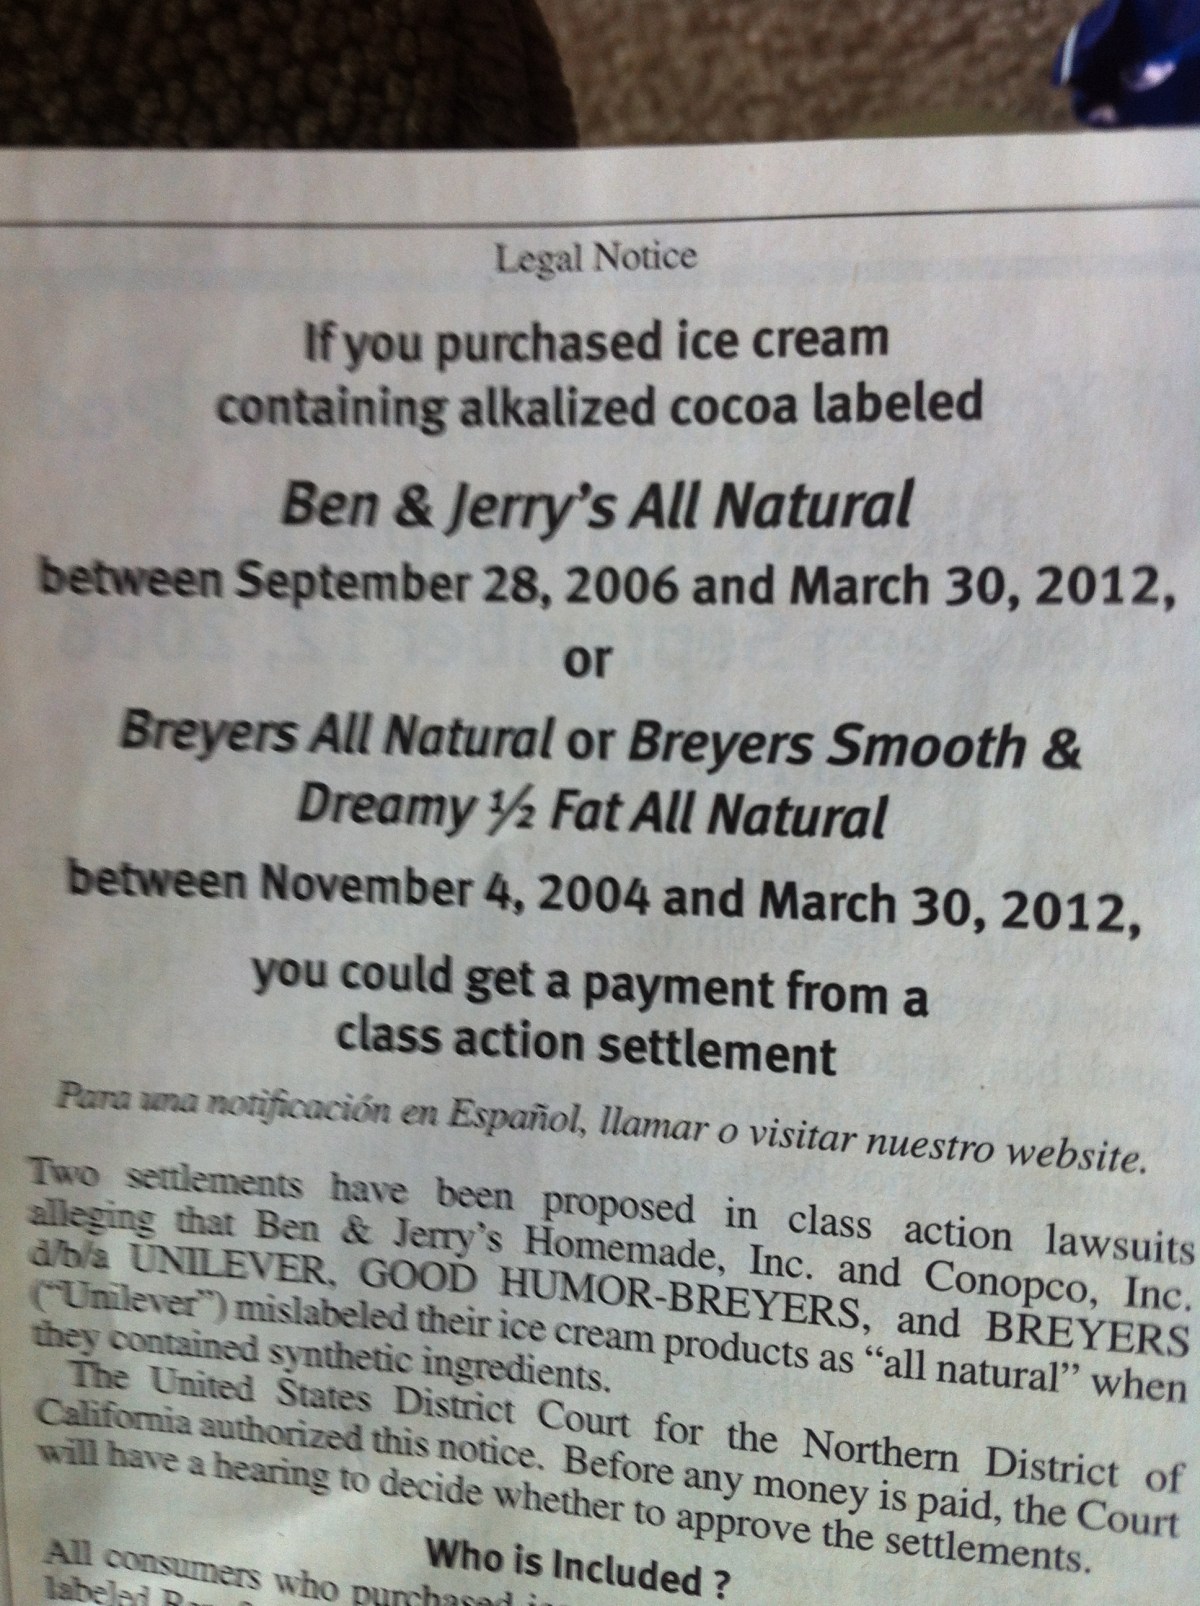 Legal Notice
If you purchased ice cream
containing alkalized cocoa labeled
Ben & Jerry's All Natural
between September 28, 2006 and March 30, 2012,
or
Breyers All Natural or Breyers Smooth &
Dreamy ½ Fat All Natural
between November 4, 2004 and March 30, 2012,
you could get a payment from a
class action settlement
Para una notificación en Español, llamar o visitar nuestro website.
Two settlements have been proposed in class action lawsuits
alleging that Ben & Jerry's Homemade, Inc. and Conopco, Inc.
d/b/a UNILEVER, GOOD HUMOR-BREYERS, and BREYERS
("Unilever") mislabeled their ice cream products as "all natural" when
they contained synthetic ingredients.
The United States District Court for the Northern District of
California authorized this notice. Before any money is paid, the Court
will have a hearing to decide whether to approve the settlements.
Who is Included ?
All consumers who purchased
labeled